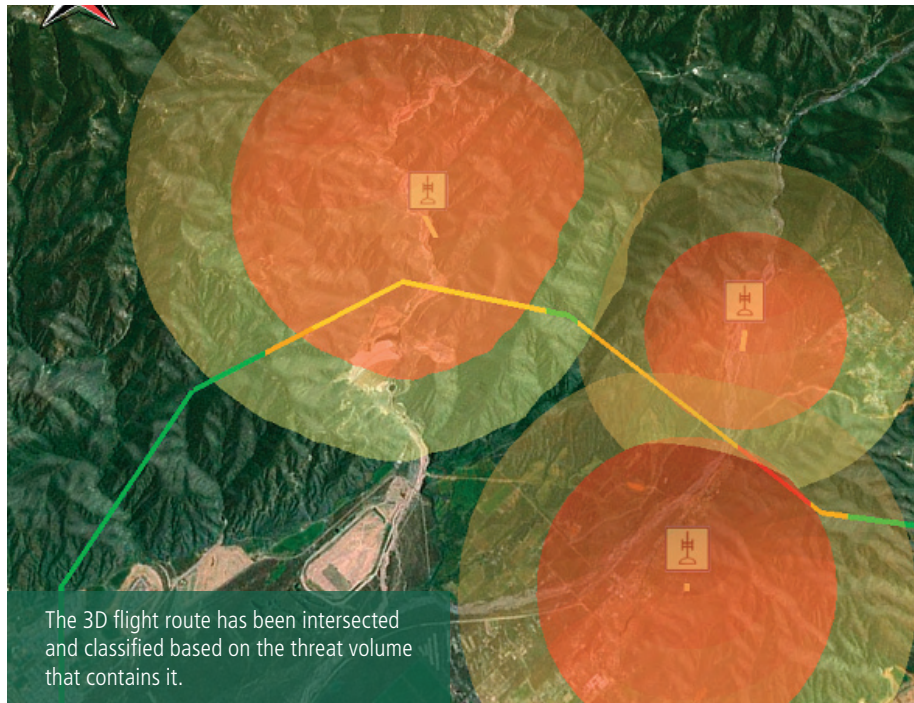 The 3D flight route has been intersected
and classified based on the threat volume
that contains it.